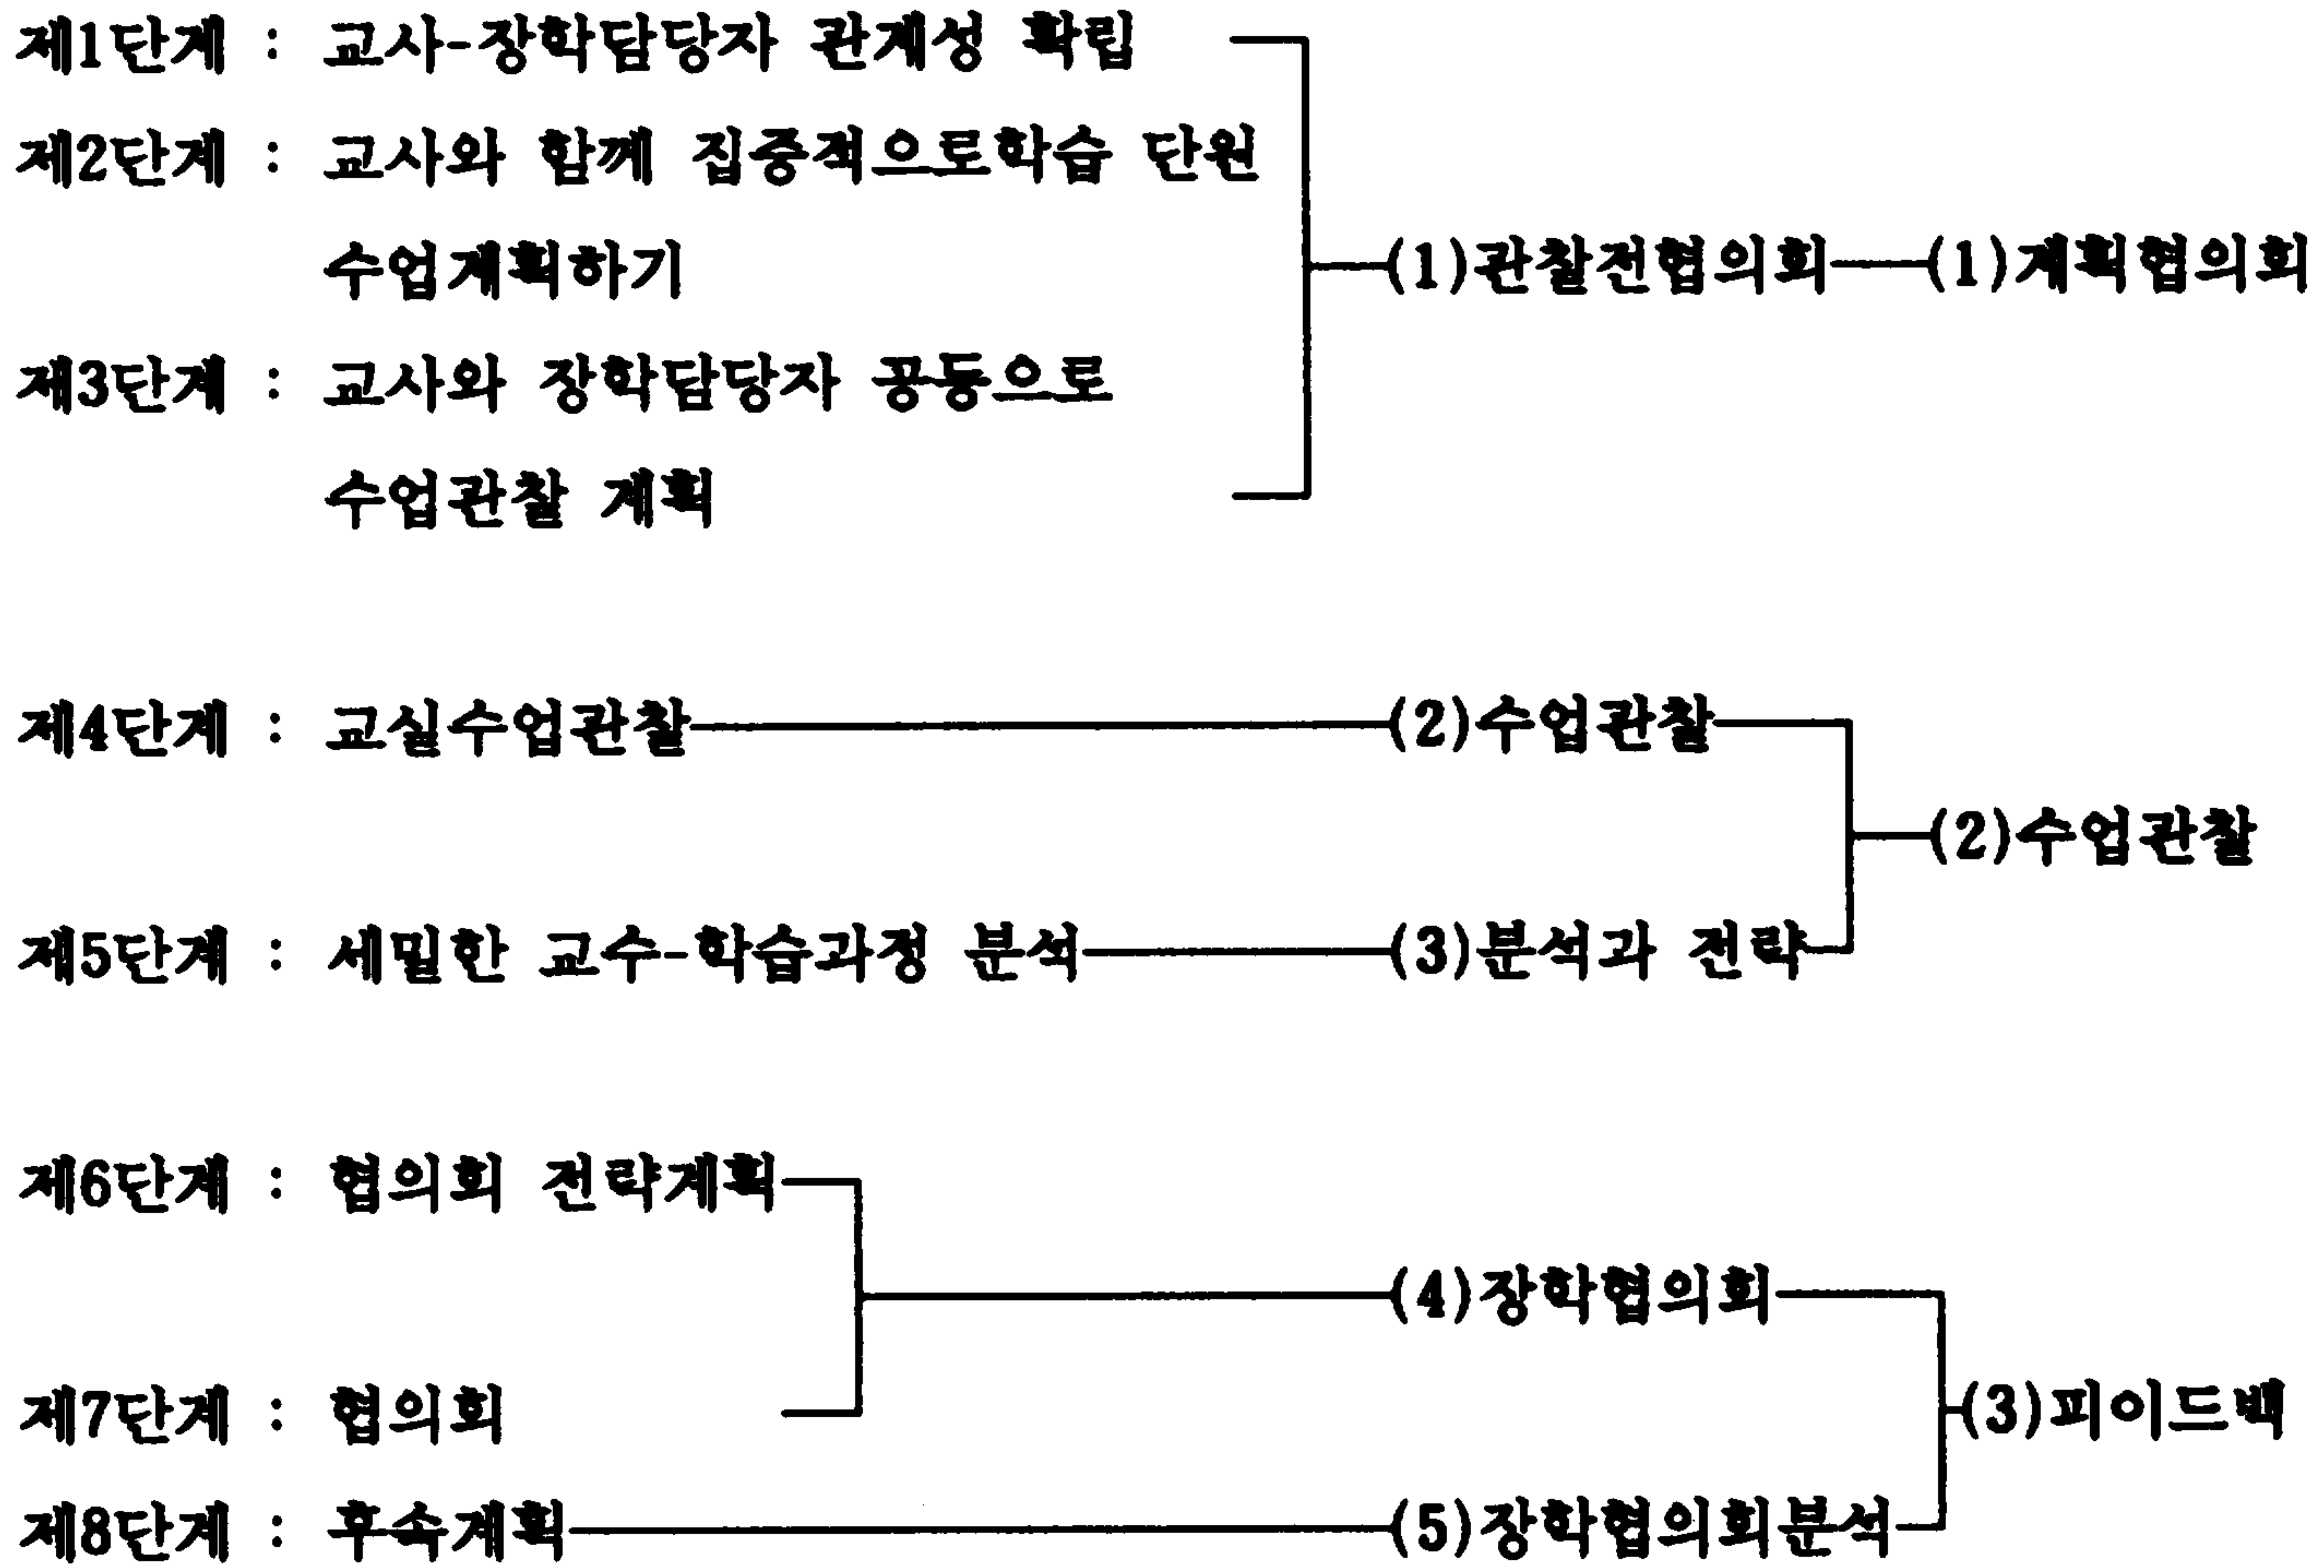 제1단계 : 교사-장학담당자 관계성 확립
제2단계 : 교사와 함께 집중적으로학습 단원
수업계획하기
(1)관찰전협의회
(1)계획협의회
제3단계 : 교사와 장학담당자 공동으로
수업관찰 계획
제4단계 : 교실수업관찰
(2)수업관찰
(2)수업관찰
제5단계 : 세밀한 교수-학습과정 분석
(3)분석과 전략
제6단계 : 협의회 전략계획
(4)장학협의회
제7단계 : 협의회
(3)피이드백
제8단계 : 후속계획
(5)장학협의회분석